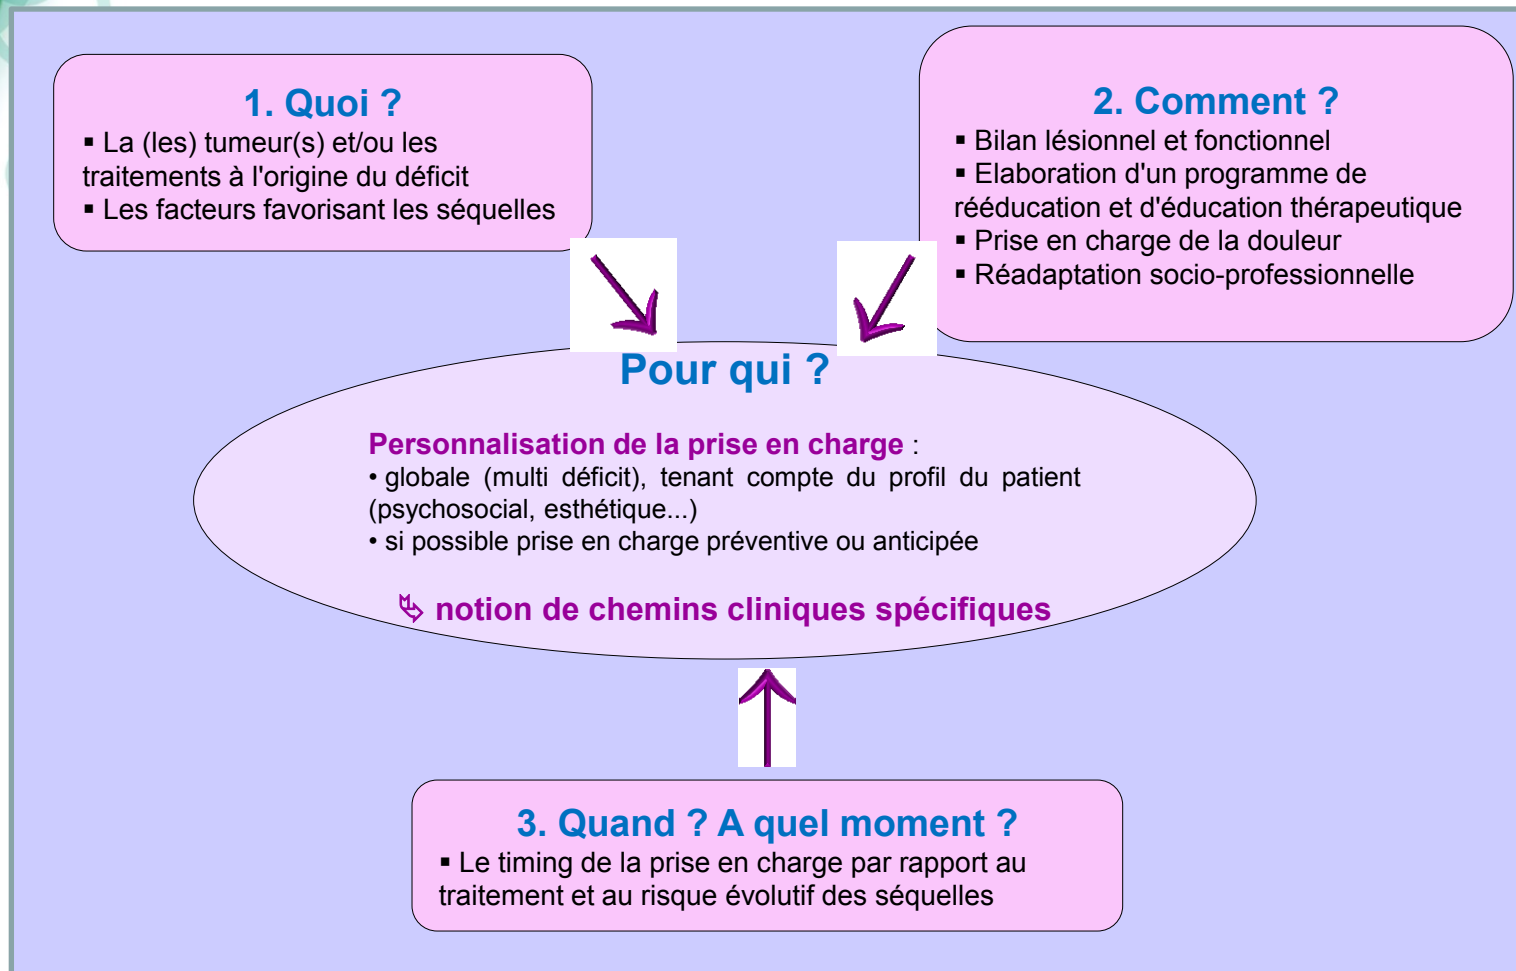 1. Quoi ?
▪ La (les) tumeur(s) et/ou les
traitements à l'origine du déficit
▪ Les facteurs favorisant les séquelles
2. Comment ?
▪ Bilan lésionnel et fonctionnel
▪ Elaboration d'un programme de
rééducation et d'éducation thérapeutique
▪ Prise en charge de la douleur
▪ Réadaptation socio-professionnelle
Pour qui ?
Personnalisation de la prise en charge :
• globale (multi déficit), tenant compte du profil du patient
(psychosocial, esthétique...)
• si possible prise en charge préventive ou anticipée
↳ notion de chemins cliniques spécifiques
3. Quand ? A quel moment ?
▪ Le timing de la prise en charge par rapport au
traitement et au risque évolutif des séquelles